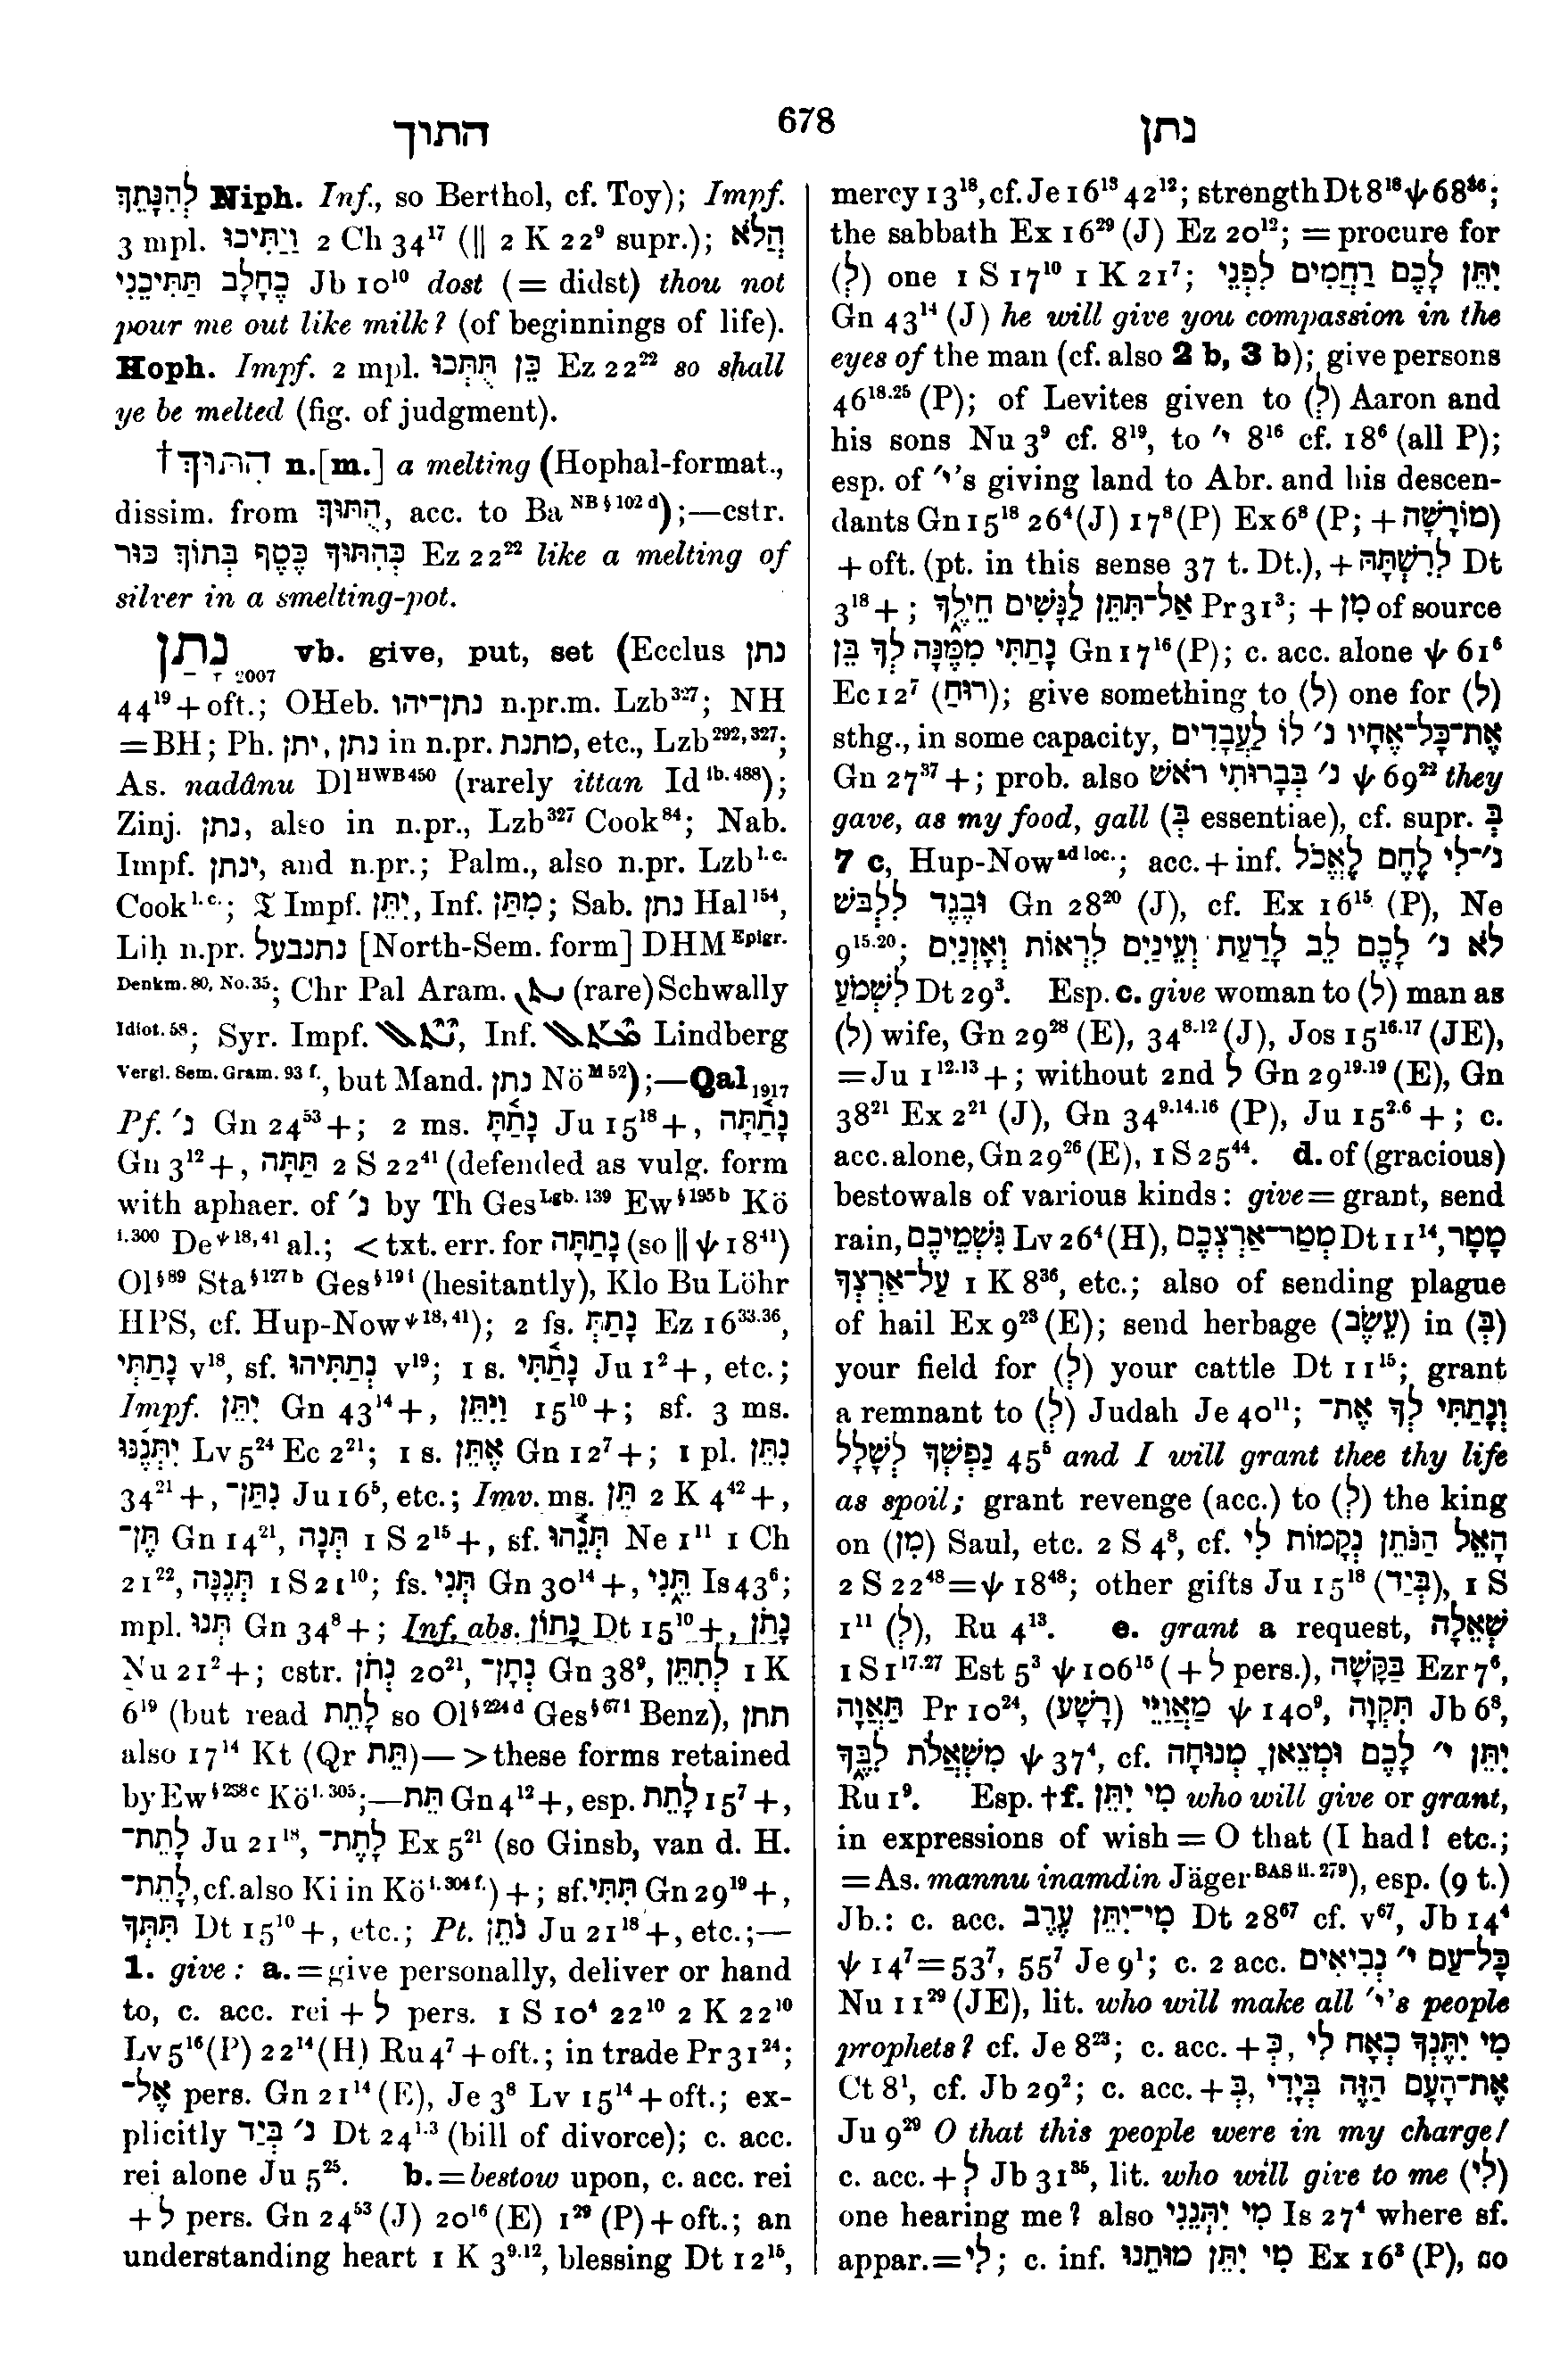 התוך 678 נתן
לְהַנְתֵךְ Niph. Inf., so Berthol, cf. Toy); Impf.
3 mpl. וַיַּתִּיכוּ 2 Ch 34¹⁷ (|| 2 K 22⁹ supr.); הֲלֹא
כֶחָלָב תַּתִּיכֵנִי Jb 10¹⁰ dost (= didst) thou not
pour me out like milk? (of beginnings of life).
Hoph. Impf. 2 mpl. כֵּן תֻּתְּכוּ Ez 22²² so shall
ye be melted (fig. of judgment).
†הִתּוּךְ n.[m.] a melting (Hophal-format.,
dissim. from הֻתּוּךְ, acc. to Ba ᴺᴮ § ¹⁰² ᵈ);—cstr.
כְּהִתּוּךְ כֶּסֶף בְּתוֹךְ כּוּר Ez 22²² like a melting of
silver in a smelting-pot.
נָתַן 2007 vb. give, put, set (Ecclus נתן
44¹⁹ + oft.; OHeb. נתן־יהו n.pr.m. Lzb³²⁷; NH
= BH; Ph. יתן, נתן in n.pr. מתנת, etc., Lzb²⁹²,³²⁷;
As. nadânu Dl HWB 450 (rarely ittan Id ib. 488);
Zinj. נתן, also in n.pr., Lzb³²⁷ Cook⁸⁴; Nab.
Impf. ינתן, and n.pr.; Palm., also n.pr. Lzb l.c.
Cook l.c.; 𝔗 Impf. יִתֵּן, Inf. מִתַּן; Sab. נתן Hal¹⁵⁴,
Liḥ n.pr. נתנבעל [North-Sem. form] DHM Epigr.
Denkm. 80, No. 35; Chr Pal Aram. (rare) Schwally
Idiot. 58; Syr. Impf. , Inf. Lindberg
Vergl. Sem. Gram. 93 f., but Mand. נתן Nö M 52);—Qal 1917
Pf. נ׳ Gn 24⁵³ +; 2 ms. נָתַתָּ Ju 15¹⁸ +, נָתַתָּה
Gn 3¹² +, תַּתָּה 2 S 22⁴¹ (defended as vulg. form
with aphaer. of נ׳ by Th Ges Lgb. 139 Ew § 195 b Kö
i. 300 De ψ 18, 41 al.; < txt. err. for נָתַתָּה (so || ψ 18⁴¹)
Ol § 89 Sta § 127 b Ges § 19 i (hesitantly), Klo Bu Löhr
HPS, cf. Hup-Now ψ 18, 41); 2 fs. נָתַתְּ Ez 16³³·³⁶,
נָתַתִּי v¹⁸, sf. נְתַתִּיהוּ v¹⁹; 1 s. נָתַתִּי Ju 1² +, etc.;
Impf. יִתֵּן Gn 43¹⁴ +, וַיִּתֵּן 15¹⁰ +; sf. 3 ms.
יִתְּנֶנּוּ Lv 5²⁴ Ec 2²¹; 1 s. אֶתֵּן Gn 12⁷ +; 1 pl. נִתֵּן
34²¹ +, נִתֶּן־ Ju 16⁵, etc.; Imv. ms. תֵּן 2 K 4⁴² +,
תֶּן־ Gn 14²¹, תְּנָה 1 S 2¹⁵ +, sf. תְּנֵהוּ Ne 1¹¹ 1 Ch
21²², תְּנֶנָּה 1 S 21¹⁰; fs. תְּנִי Gn 30¹⁴ +, תֵּנִי Is 43⁶;
mpl. תְּנוּ Gn 34⁸ +; Inf. abs. נָתוֹן Dt 15¹⁰ +, נָתֹן
Nu 21² +; cstr. נְתֹן 20²¹, נְתָן־ Gn 38⁹, לְתִתֵּן 1 K
6¹⁹ (but read לָתֵת so Ol § 224 d Ges § 67 i Benz), תתן
also 17¹⁴ Kt (Qr תֵּת)— > these forms retained
by Ew § 238 c Kö i. 305;—תֵּת Gn 4¹² +, esp. לָתֵת 15⁷ +,
לָתֵת־ Ju 21¹⁸, לָתֶת־ Ex 5²¹ (so Ginsb, van d. H.
לָתֶת־, cf. also Ki in Kö i. 304 f.) +; sf. תִּתִּי Gn 29¹⁹ +,
תִּתְּךָ Dt 15¹⁰ +, etc.; Pt. נֹתֵן Ju 21¹⁸ +, etc.;—
1. give: a. = give personally, deliver or hand
to, c. acc. rei + לְ pers. 1 S 10⁴ 22¹⁰ 2 K 22¹⁰
Lv 5¹⁶ (P) 22¹⁴ (H) Ru 4⁷ + oft.; in trade Pr 31²⁴;
אֶל־ pers. Gn 21¹⁴ (E), Je 3⁸ Lv 15¹⁴ + oft.; ex-
plicitly נ׳ בְּיַד Dt 24¹·³ (bill of divorce); c. acc.
rei alone Ju 5²⁵. b. = bestow upon, c. acc. rei
+ לְ pers. Gn 24⁵³ (J) 20¹⁶ (E) 1²⁹ (P) + oft.; an
understanding heart 1 K 3⁹·¹², blessing Dt 12¹⁵,
mercy 13¹⁸, cf. Je 16¹³ 42¹²; strength Dt 8¹⁸ ψ 68³⁶;
the sabbath Ex 16²⁹ (J) Ez 20¹²; = procure for
(לְ) one 1 S 17¹⁰ 1 K 21⁷; יִתֵּן לָכֶם רַחֲמִים לִפְנֵי
Gn 43¹⁴ (J) he will give you compassion in the
eyes of the man (cf. also 2 b, 3 b); give persons
46¹⁸·²⁵ (P); of Levites given to (לְ) Aaron and
his sons Nu 3⁹ cf. 8¹⁹, to י׳ 8¹⁶ cf. 18⁶ (all P);
esp. of י׳'s giving land to Abr. and his descen-
dants Gn 15¹⁸ 26⁴ (J) 17⁸ (P) Ex 6⁸ (P; + מוֹרָשָׁה)
+ oft. (pt. in this sense 37 t. Dt.), + לְרִשְׁתָּהּ Dt
3¹⁸ + ; אַל־תִּתֵּן לַנָּשִׁים חֵילֶךָ Pr 31³; + מִן of source
נָתַתִּי מִמֶּנָּה לְךָ בֵּן Gn 17¹⁶ (P); c. acc. alone ψ 61⁶
Ec 12⁷ (רוּחַ); give something to (לְ) one for (לְ)
sthg., in some capacity, אֶת־כָּל־אֶחָיו נ׳ לוֹ לַעֲבָדִים
Gn 27³⁷ +; prob. also נ׳ בְּבָרוּתִי רֹאשׁ ψ 69²² they
gave, as my food, gall (בְּ essentiae), cf. supr. בְּ
7 c, Hup-Now ad loc.; acc. + inf. נ׳־לִי לֶחֶם לֶאֱכֹל
וּבֶגֶד לִלְבֹּשׁ Gn 28²⁰ (J), cf. Ex 16¹⁵ (P), Ne
9¹⁵·²⁰; לֹא נ׳ לָכֶם לֵב לָדַעַת וְעֵינַיִם לִרְאוֹת וְאָזְנַיִם
לִשְׁמֹעַ Dt 29³. Esp. c. give woman to (לְ) man as
(לְ) wife, Gn 29²⁸ (E), 34⁸·¹² (J), Jos 15¹⁶·¹⁷ (JE),
= Ju 1¹²·¹³ +; without 2nd לְ Gn 29¹⁹·¹⁹ (E), Gn
38²¹ Ex 2²¹ (J), Gn 34⁹·¹⁴·¹⁶ (P), Ju 15²·⁶ + ; c.
acc. alone, Gn 29²⁶ (E), 1 S 25⁴⁴. d. of (gracious)
bestowals of various kinds: give = grant, send
rain, גִּשְׁמֵיכֶם Lv 26⁴ (H), מְטַר־אַרְצְכֶם Dt 11¹⁴, מָטָר
עַל־אַרְצְךָ 1 K 8³⁶, etc.; also of sending plague
of hail Ex 9²³ (E); send herbage (עֵשֶׂב) in (בְּ)
your field for (לְ) your cattle Dt 11¹⁵; grant
a remnant to (לְ) Judah Je 40¹¹; וְנָתַתִּי לְךָ אֶת־
נַפְשְׁךָ לְשָׁלָל 45⁵ and I will grant thee thy life
as spoil; grant revenge (acc.) to (לְ) the king
on (מִן) Saul, etc. 2 S 4⁸, cf. הָאֵל הַנֹּתֵן נְקָמוֹת לִי
2 S 22⁴⁸ = ψ 18⁴⁸; other gifts Ju 15¹⁸ (בְּיַד), 1 S
1¹¹ (לְ), Ru 4¹³. e. grant a request, שְׁאֵלָה
1 S 1¹⁷·²⁷ Est 5³ ψ 106¹⁵ (+ לְ pers.), בַּקָּשָׁה Ezr 7⁶,
תַּאֲוָה Pr 10²⁴, מַאֲוַיֵּי (רָשָׁע) ψ 140⁹, תִּקְוָה Jb 6⁸,
מִשְׁאֲלֹת לִבֶּךָ ψ 37⁴, cf. יִתֵּן י׳ לָכֶם וּמְצֶאןָ מְנוּחָה
Ru 1⁹. Esp. †f. מִי יִתֵּן who will give or grant,
in expressions of wish = O that (I had! etc.;
= As. mannu inamdin Jäger BAS ii. 279), esp. (9 t.)
Jb.: c. acc. מִי־יִתֵּן עֶרֶב Dt 28⁶⁷ cf. v⁶⁷, Jb 14⁴
ψ 14⁷ = 53⁷, 55⁷ Je 9¹; c. 2 acc. כָּל־עַם י׳ נְבִיאִים
Nu 11²⁹ (JE), lit. who will make all י׳'s people
prophets? cf. Je 8²³; c. acc. + כְּ, מִי יִתֶּנְךָ כְּאָח לִי
Ct 8¹, cf. Jb 29²; c. acc. + בְּ, אֶת־הָעָם הַזֶּה בְּיָדִי
Ju 9²⁹ O that this people were in my charge!
c. acc. + לְ Jb 31³⁵, lit. who will give to me (לִי)
one hearing me? also מִי יִתְּנֵנִי Is 27⁴ where sf.
appar. = לִי; c. inf. מִי יִתֵּן מוּתֵנוּ Ex 16³ (P), so